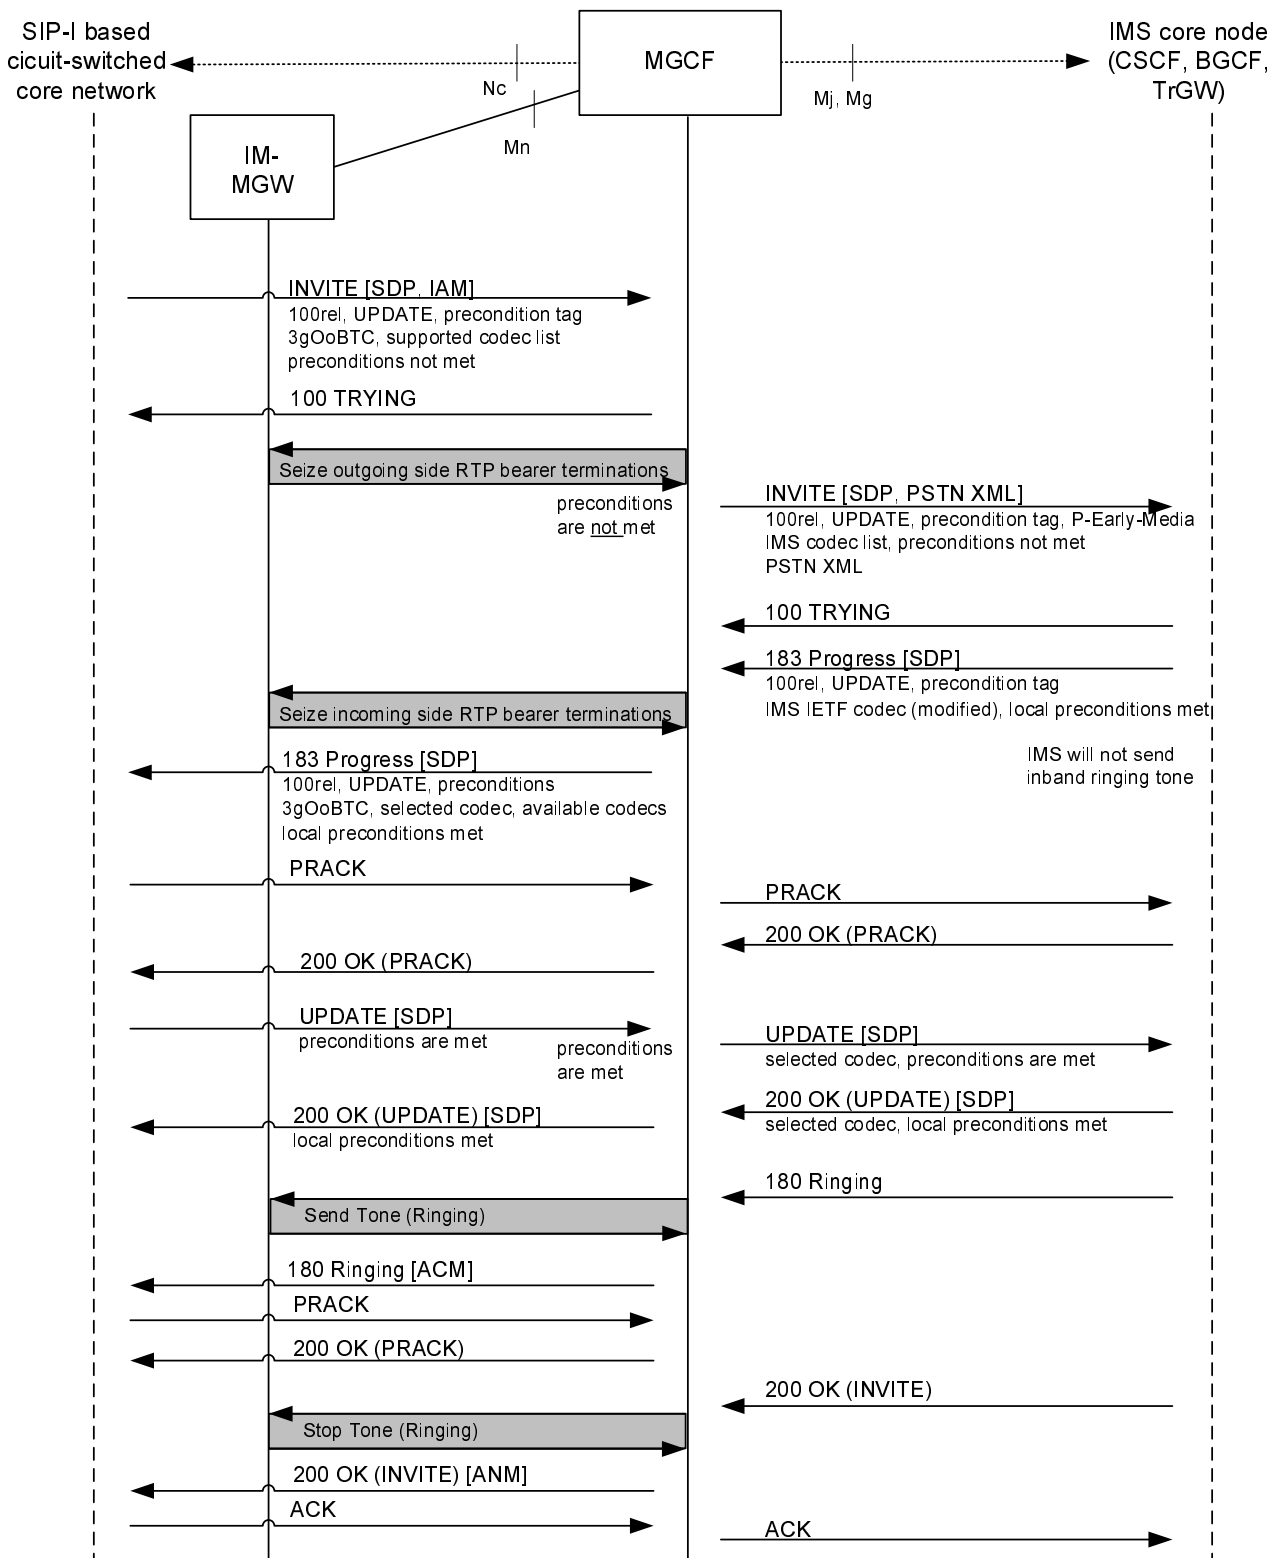 SIP-I based
cicuit-switched
core network
MGCF
IMS core node
(CSCF, BGCF,
TrGW)
Nc
Mj, Mg
Mn
IM-
MGW
INVITE [SDP, IAM]
100rel, UPDATE, precondition tag
3gOoBTC, supported codec list
preconditions not met
100 TRYING
Seize outgoing side RTP bearer terminations
preconditions
are not met
INVITE [SDP, PSTN XML]
100rel, UPDATE, precondition tag, P-Early-Media
IMS codec list, preconditions not met
PSTN XML
100 TRYING
183 Progress [SDP]
100rel, UPDATE, precondition tag
IMS IETF codec (modified), local preconditions met
Seize incoming side RTP bearer terminations
IMS will not send
inband ringing tone
183 Progress [SDP]
100rel, UPDATE, preconditions
3gOoBTC, selected codec, available codecs
local preconditions met
PRACK
PRACK
200 OK (PRACK)
200 OK (PRACK)
UPDATE [SDP]
preconditions are met
preconditions
are met
UPDATE [SDP]
selected codec, preconditions are met
200 OK (UPDATE) [SDP]
selected codec, local preconditions met
200 OK (UPDATE) [SDP]
local preconditions met
180 Ringing
Send Tone (Ringing)
180 Ringing [ACM]
PRACK
200 OK (PRACK)
200 OK (INVITE)
Stop Tone (Ringing)
200 OK (INVITE) [ANM]
ACK
ACK